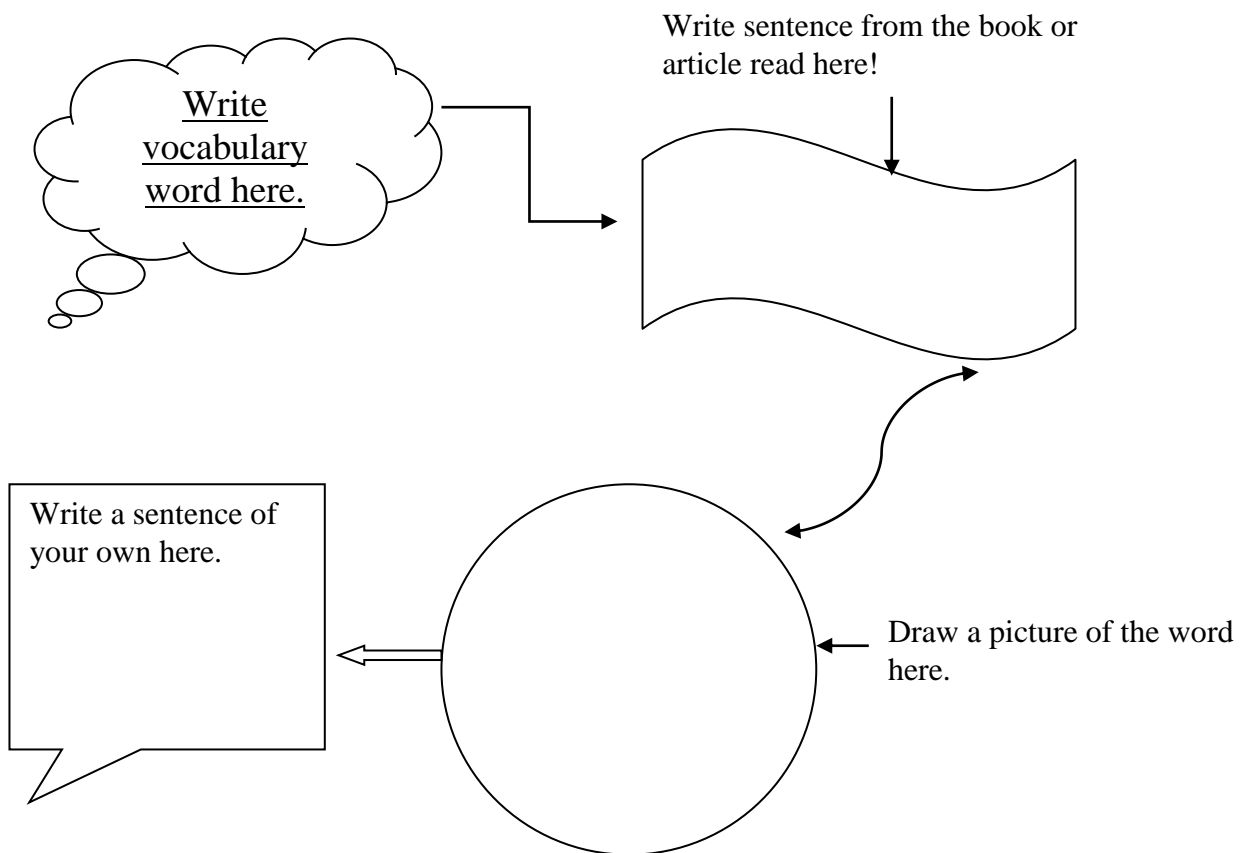 Write sentence from the book or
article read here!
Write
vocabulary
word here.
Write a sentence of
your own here.
Draw a picture of the word
here.